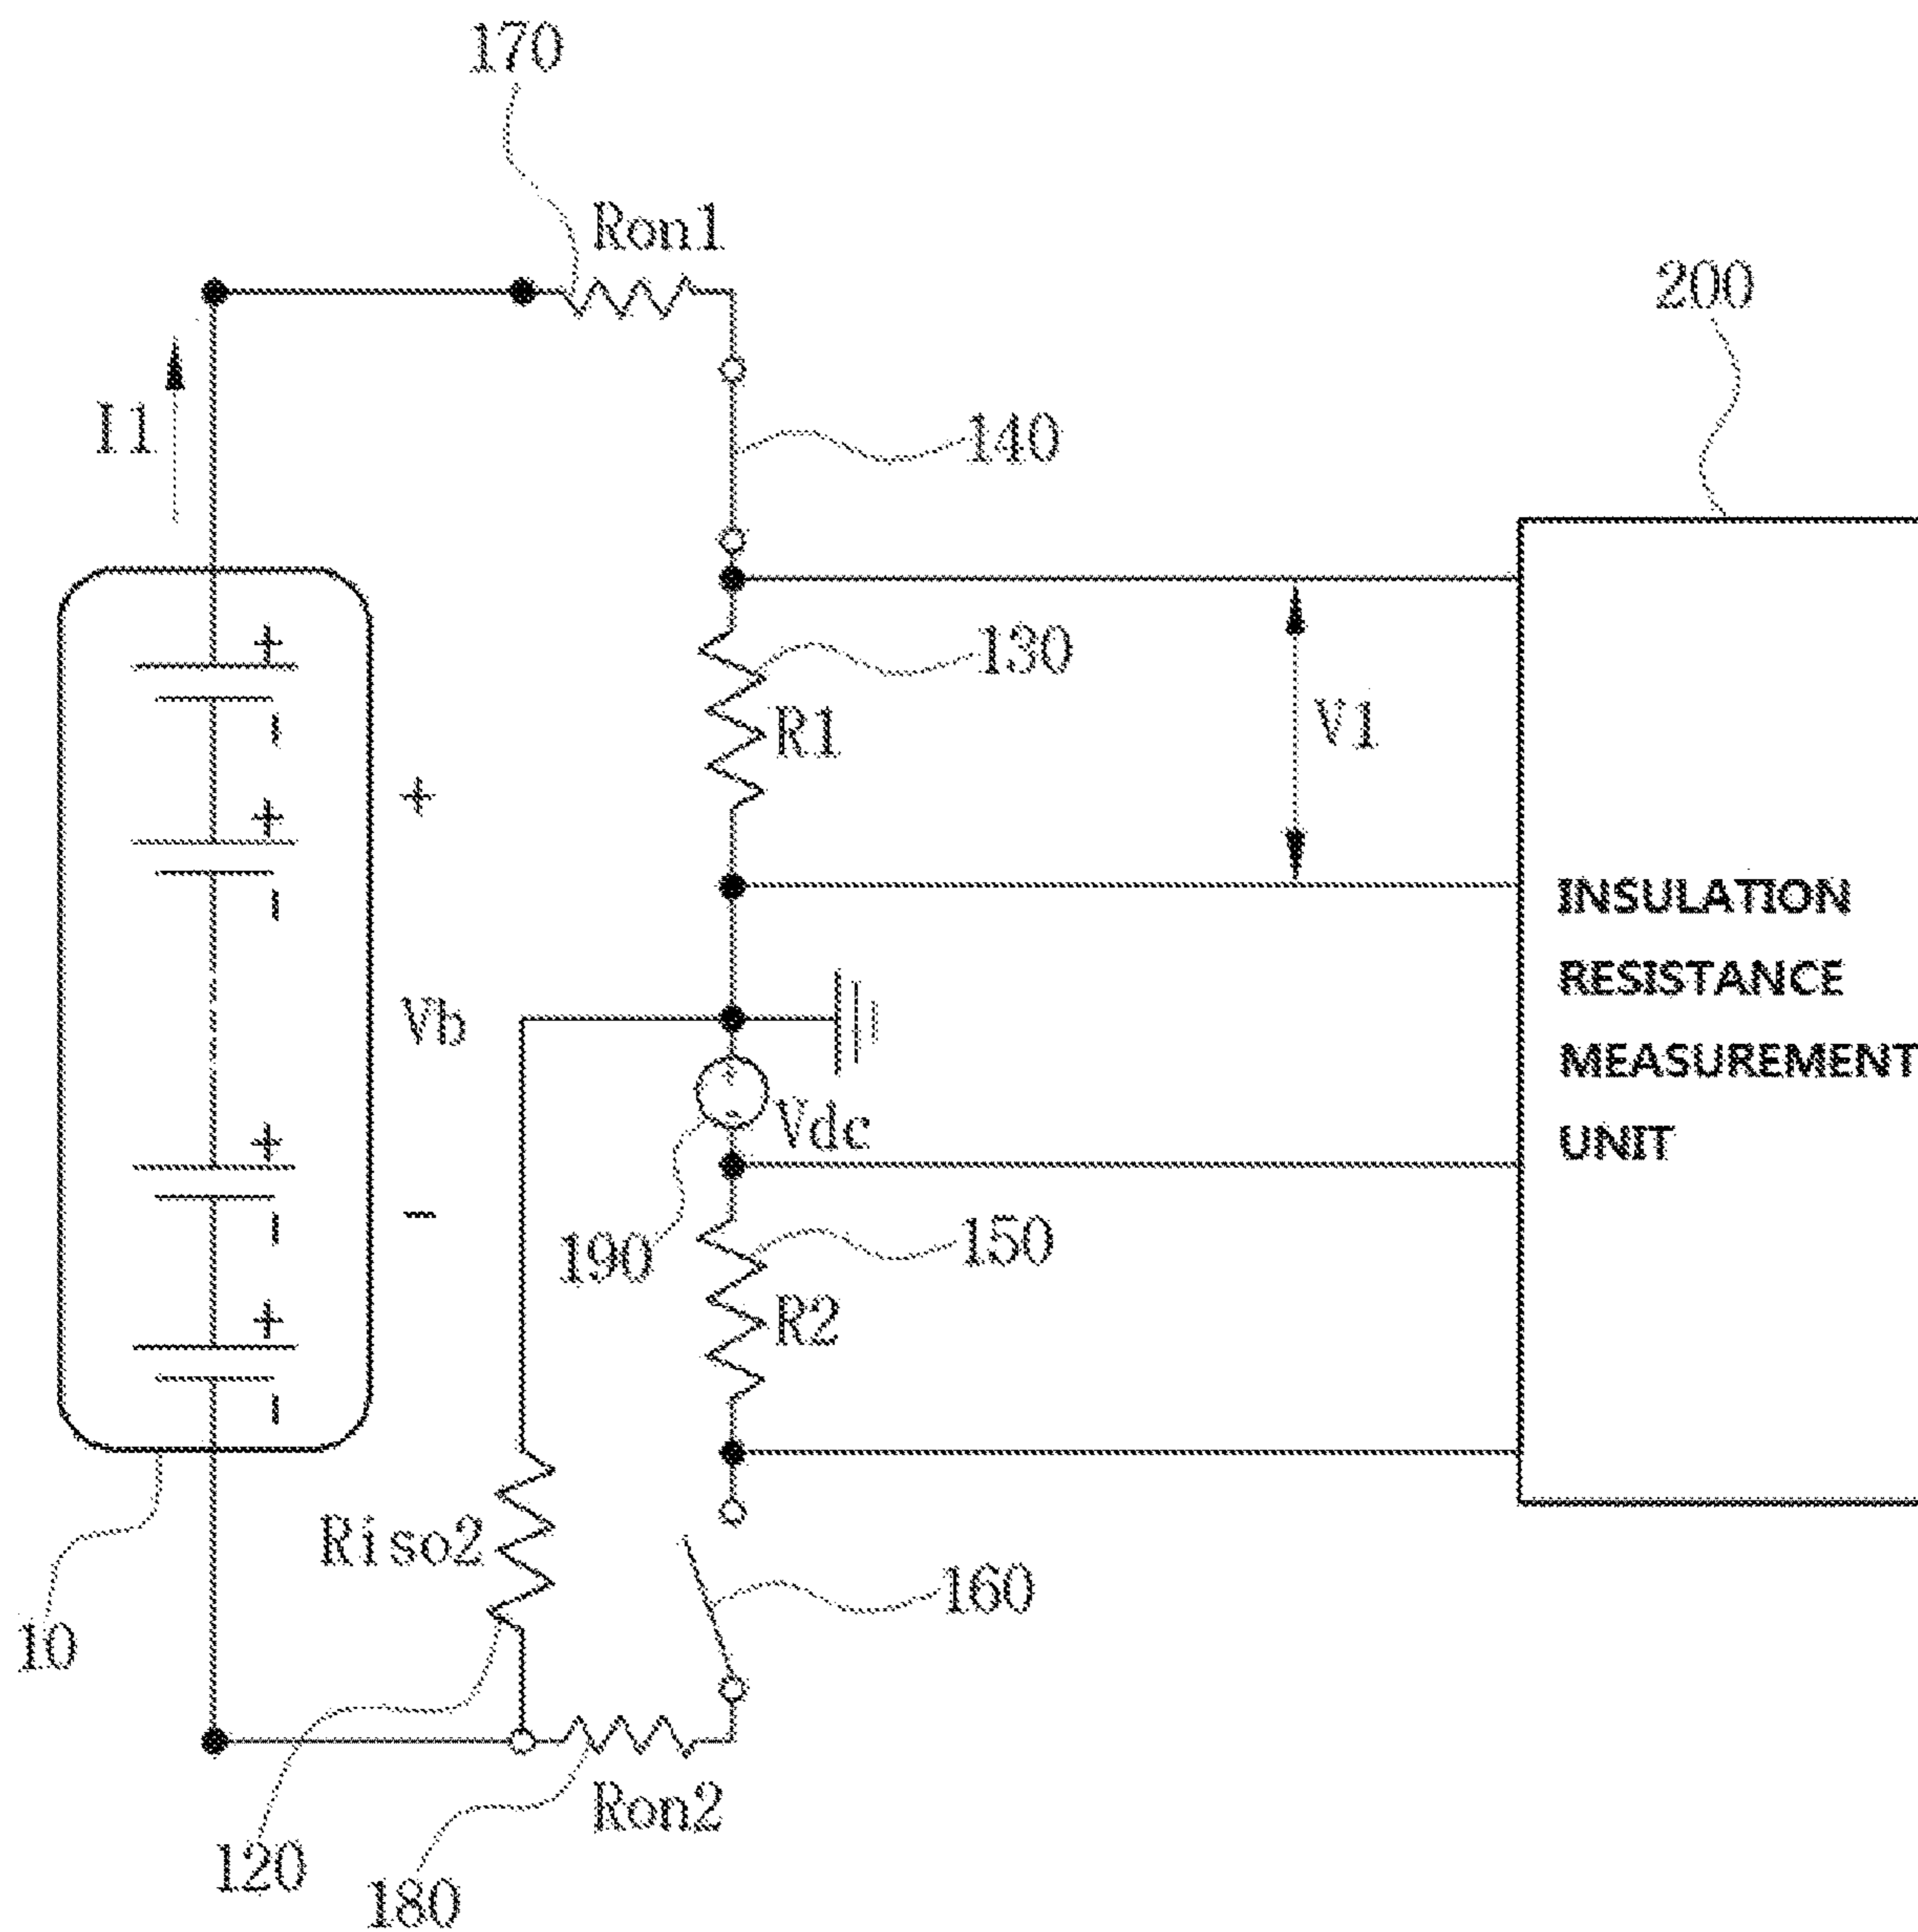 170
Ron1
200
I1
140
130
R1
V1
INSULATION
RESISTANCE
MEASUREMENT
UNIT
+
-
+
-
+
Vb
Vdc
190
+
-
-
150
R2
+
-
Riso2
160
10
Ron2
120
180